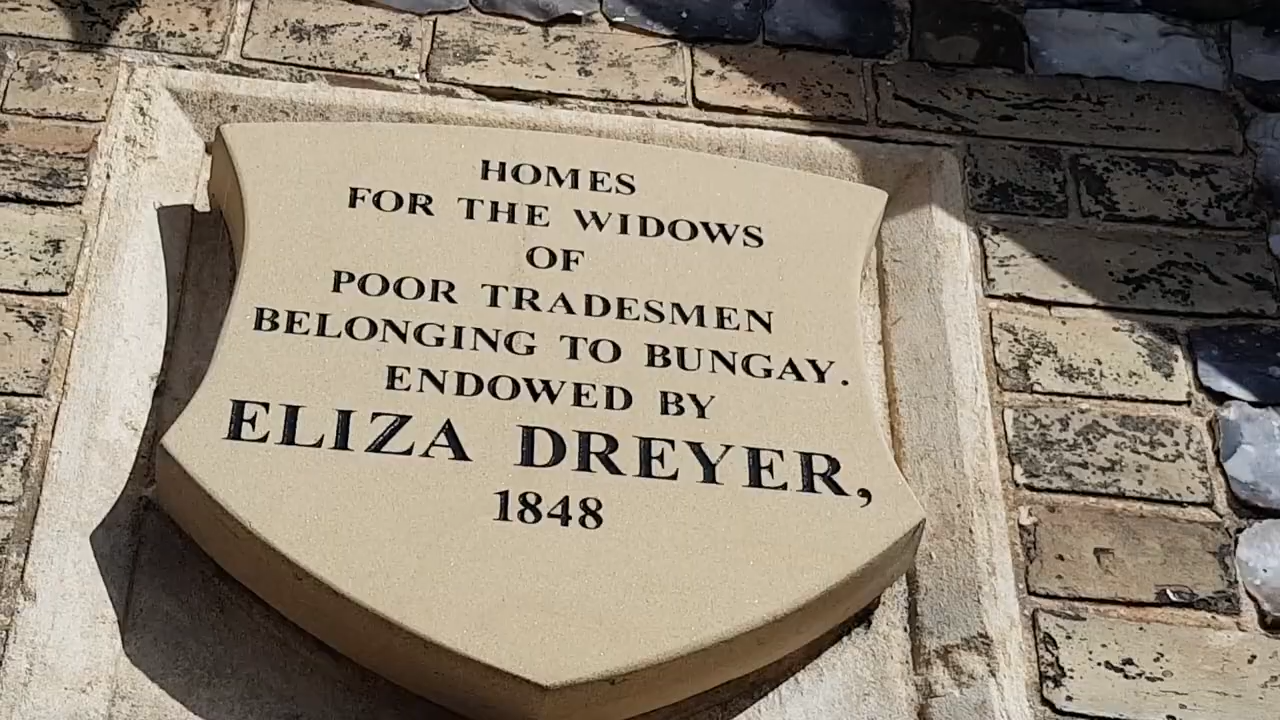 HOMES
FOR THE WIDOWS
OF
POOR TRADESMEN
BELONGING TO BUNGAY.
ENDOWED BY
ELIZA DREYER,
1848